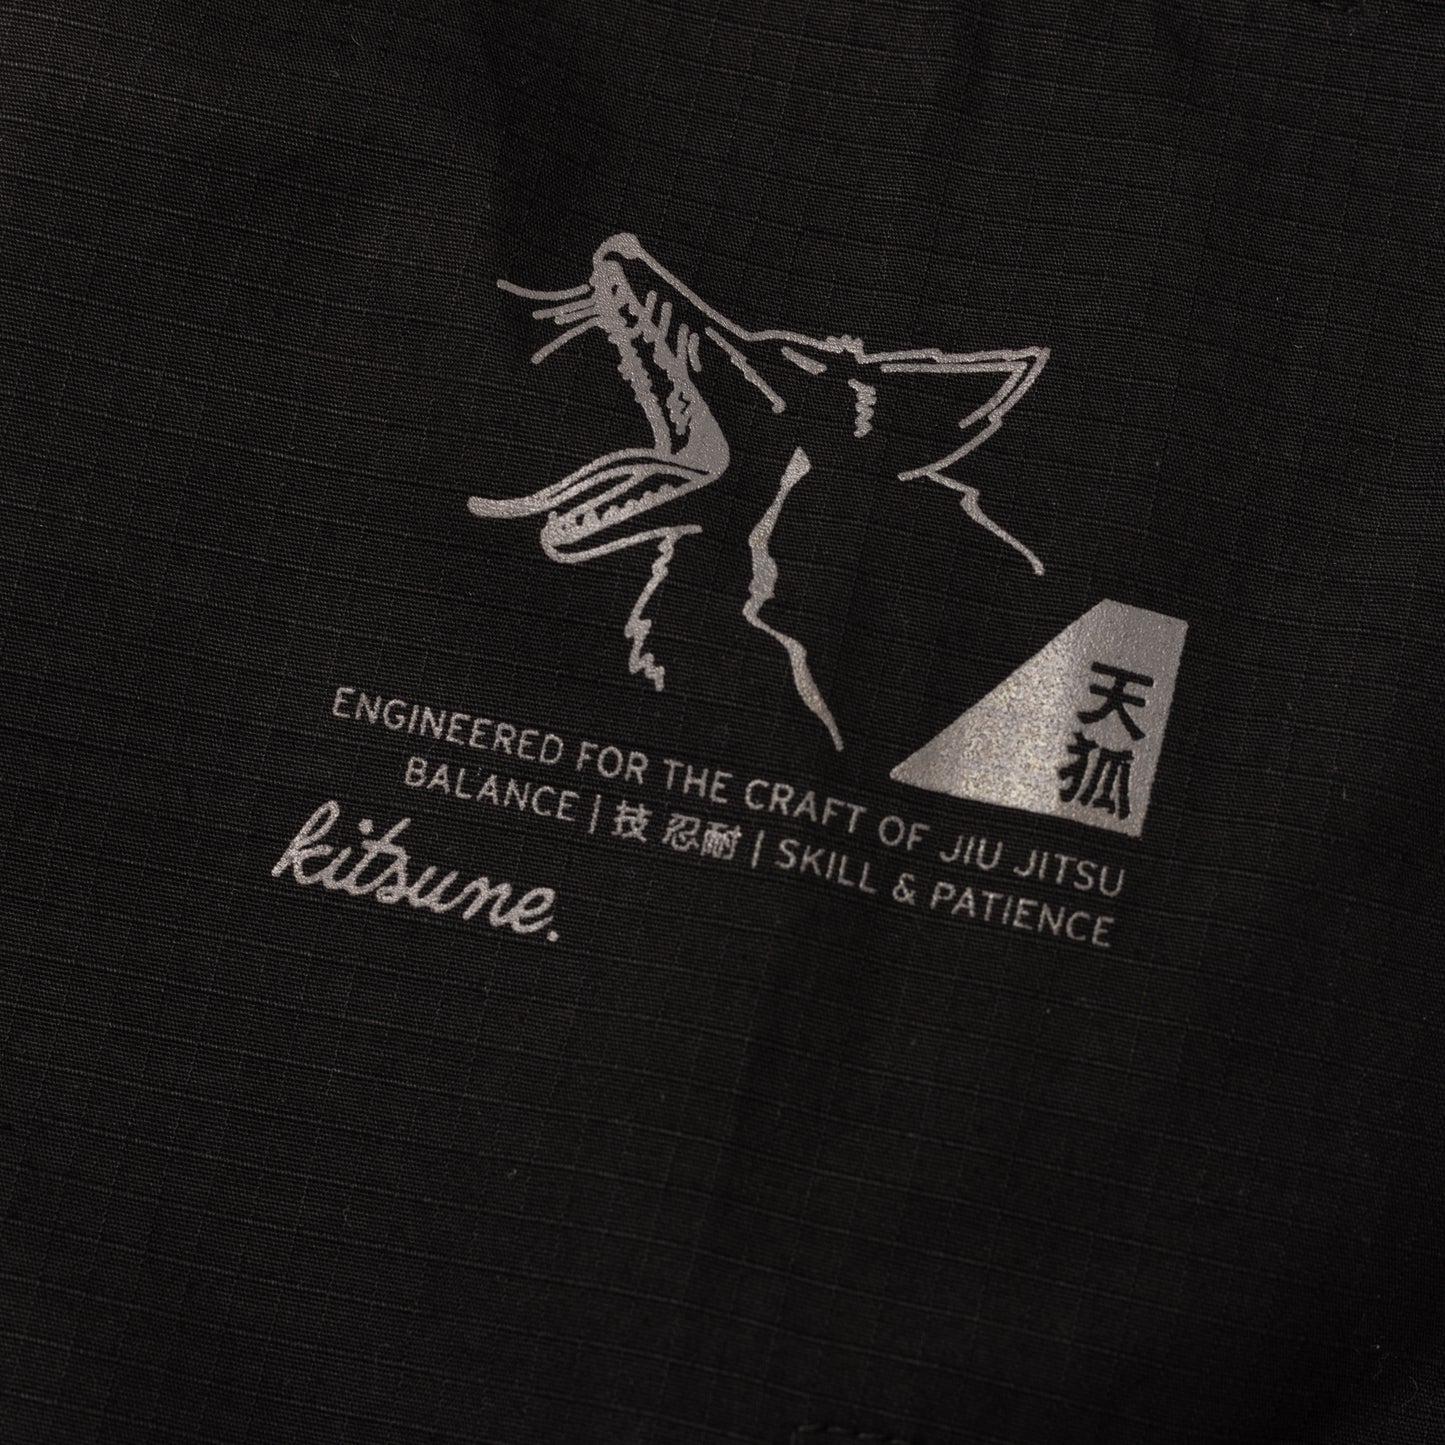 天狐
ENGINEERED FOR THE CRAFT OF JIU JITSU
BALANCE | 技 忍耐 | SKILL & PATIENCE
kitsune.